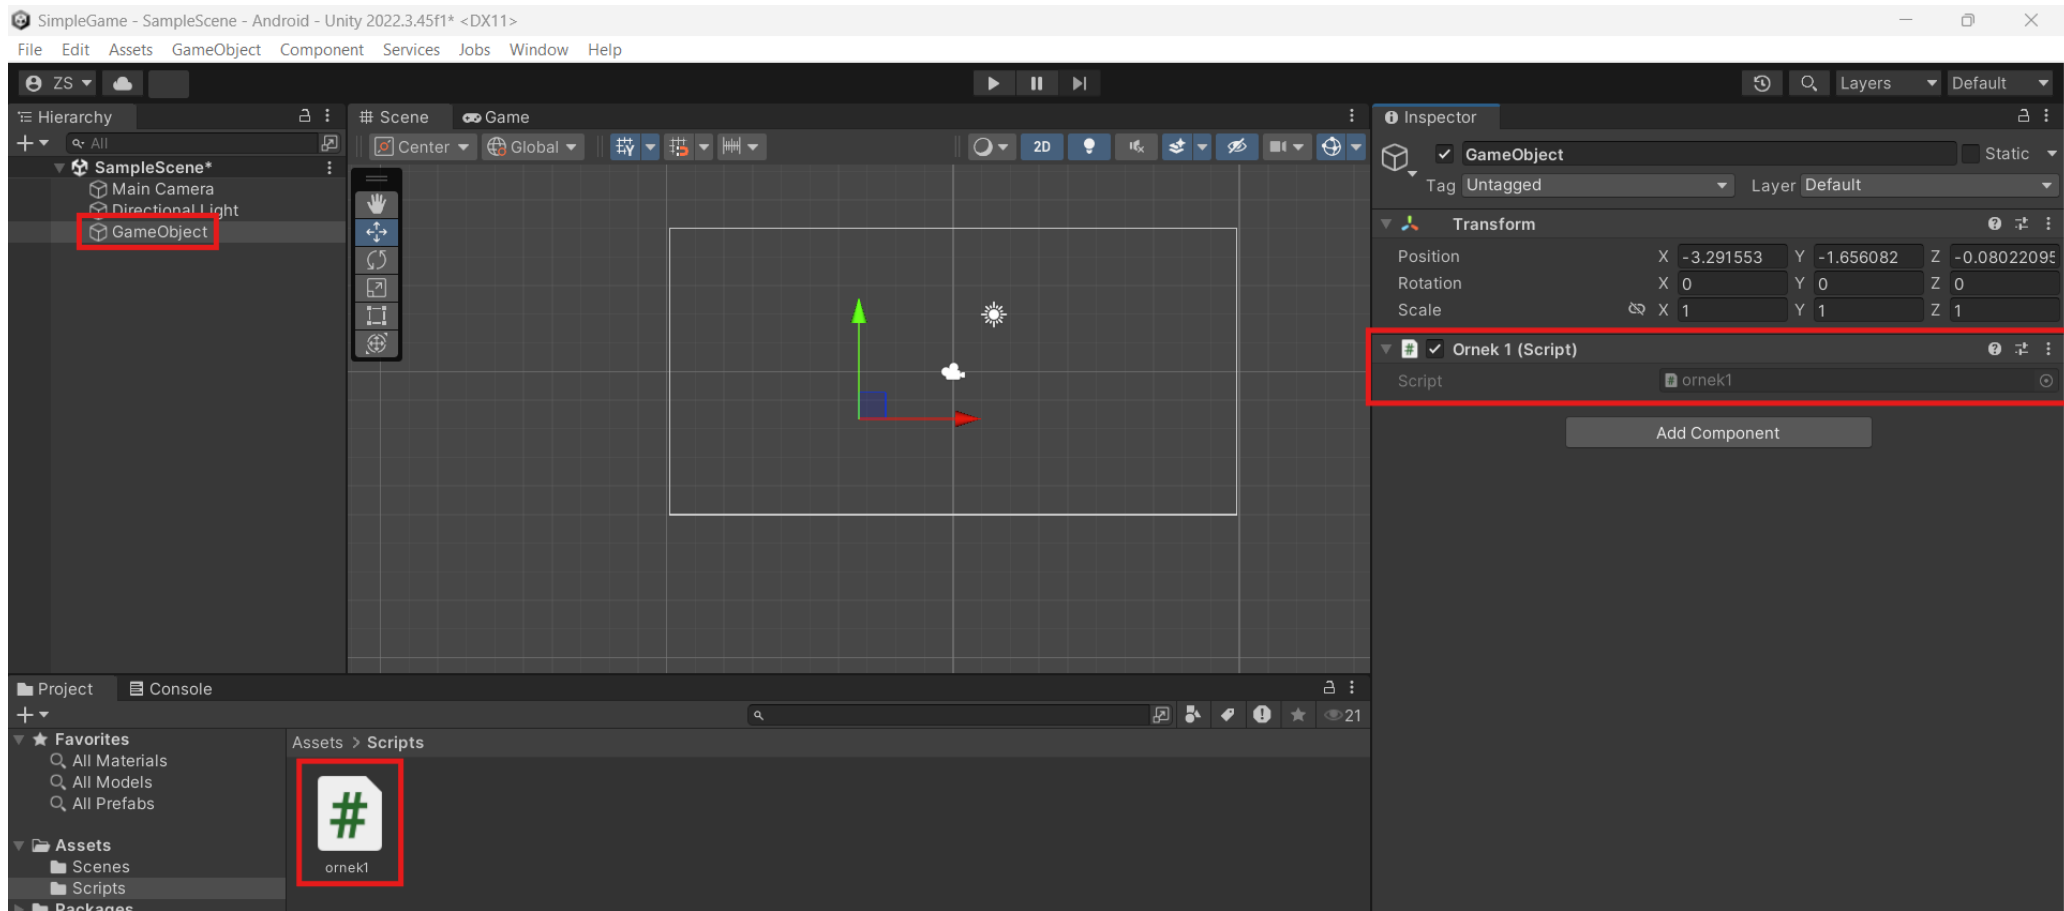 SimpleGame - SampleScene - Android - Unity 2022.3.45f1* <DX11>
File Edit Assets GameObject Component Services Jobs Window Help
ZS
Layers Default
Hierarchy
All
SampleScene*
Main Camera
Directional Light
GameObject
Scene Game
Center Global 2D
Inspector
GameObject Static
Tag Untagged Layer Default
Transform
Position X -3.291553 Y -1.656082 Z -0.08022095
Rotation X 0 Y 0 Z 0
Scale X 1 Y 1 Z 1
# Ornek 1 (Script)
Script # ornek1
Add Component
Project Console
21
Favorites
All Materials
All Models
All Prefabs
Assets
Scenes
Scripts
Packages
Assets > Scripts
#
ornek1